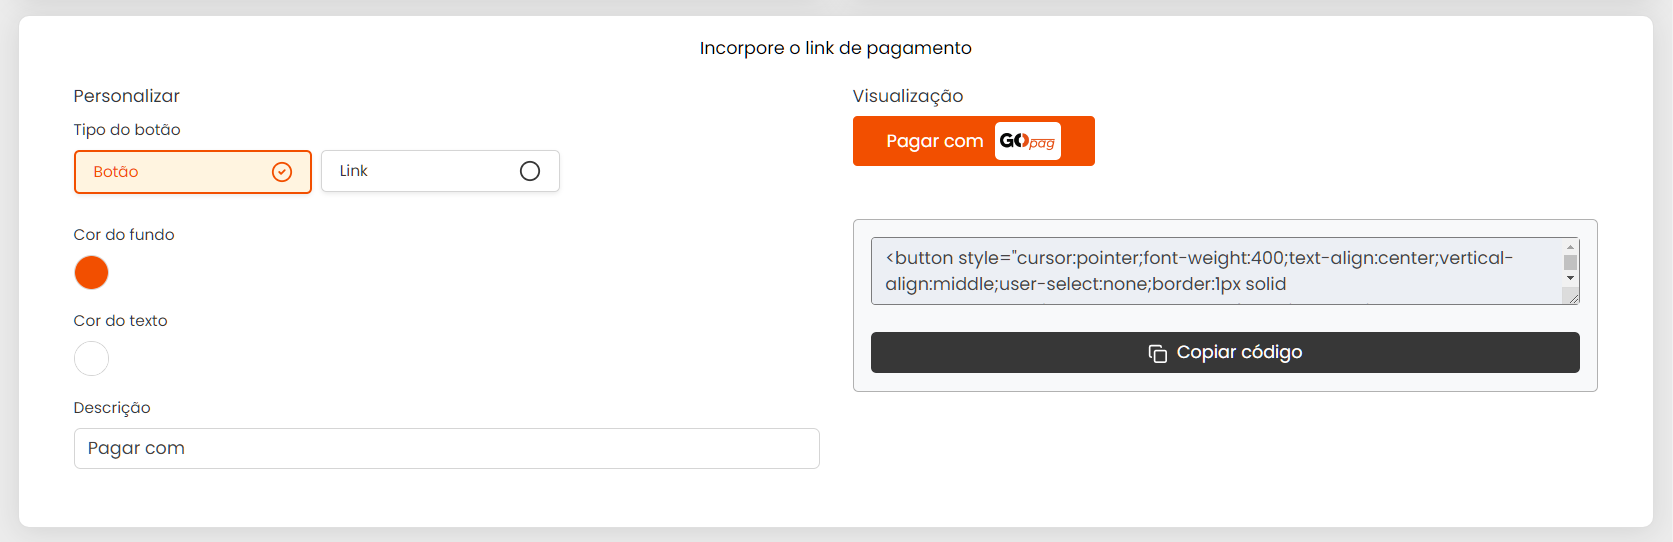 Incorpore o link de pagamento
Personalizar
Tipo do botão
Botão
Link
Cor do fundo
Cor do texto
Descrição
Pagar com
Visualização
Pagar com GO pag
<button style="cursor:pointer;font-weight:400;text-align:center;vertical-
align:middle;user-select:none;border:1px solid
Copiar código